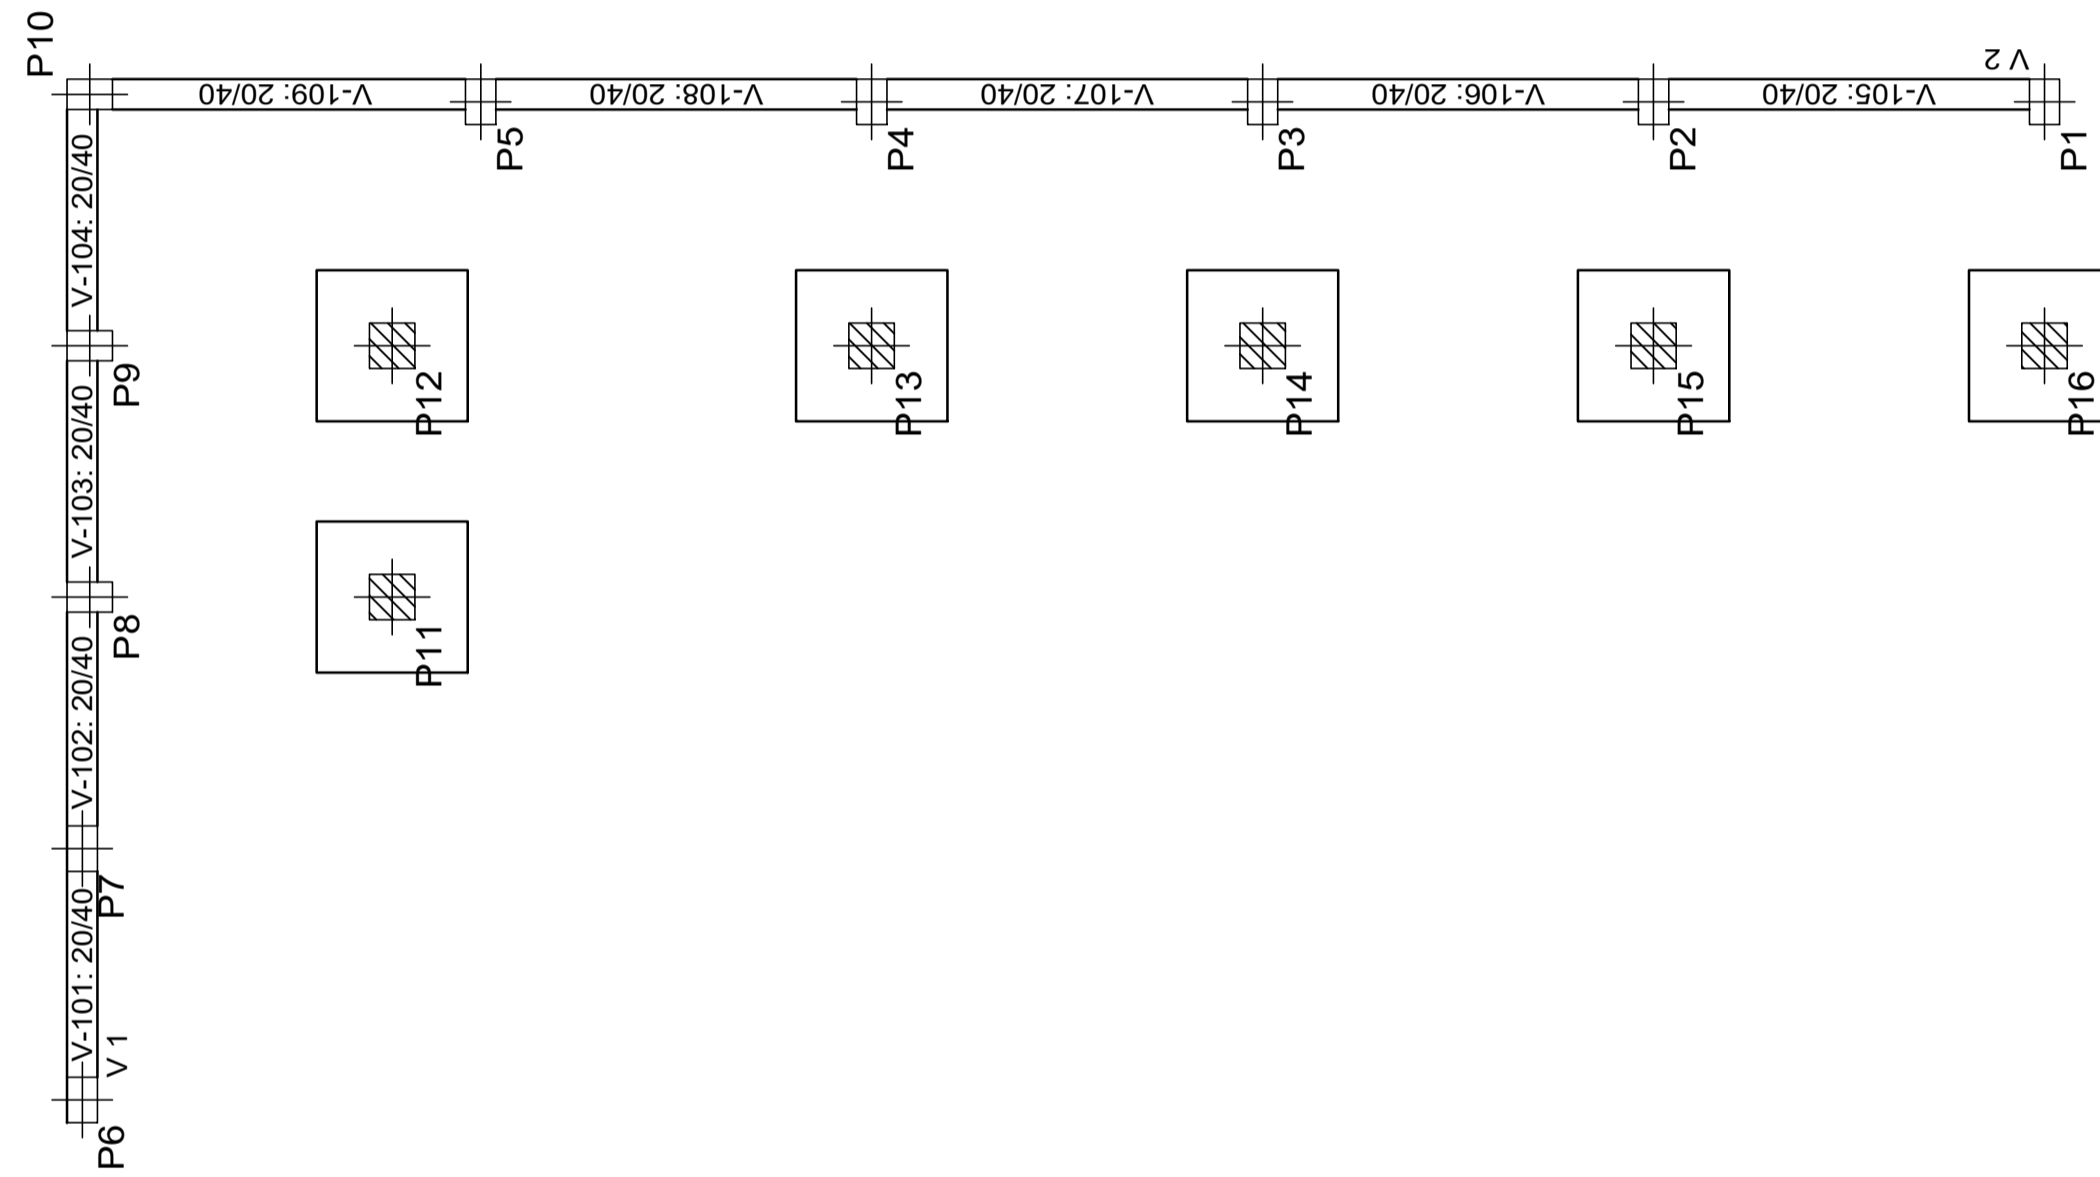 P10
V 2
V-109: 20/40
V-108: 20/40
V-107: 20/40
V-106: 20/40
V-105: 20/40
P5
P4
P3
P2
P1
V-104: 20/40
P9
P12
P13
P14
P15
P16
V-103: 20/40
P8
P11
V-102: 20/40
P7
V-101: 20/40
V 1
P6